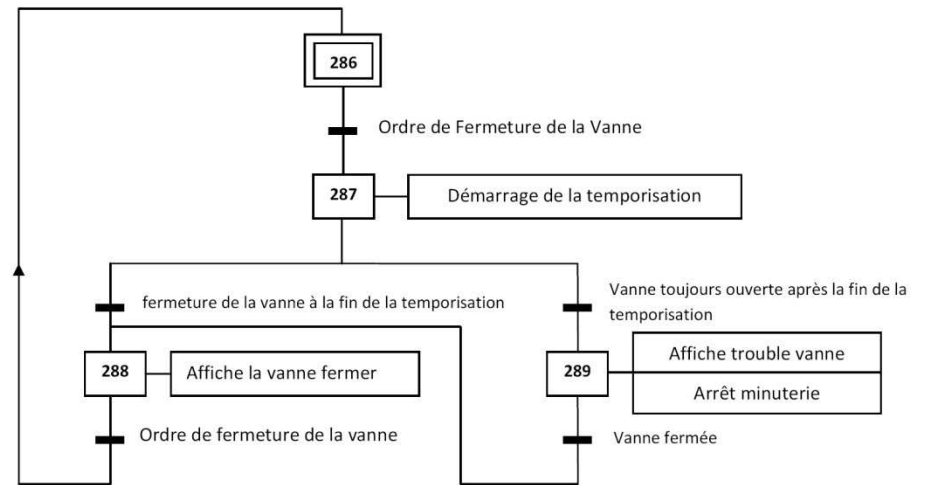 286
Ordre de Fermeture de la Vanne
287
Démarrage de la temporisation
fermeture de la vanne à la fin de la temporisation
Vanne toujours ouverte après la fin de la
temporisation
288
Affiche la vanne fermer
289
Affiche trouble vanne
Arrêt minuterie
Ordre de fermeture de la vanne
Vanne fermée